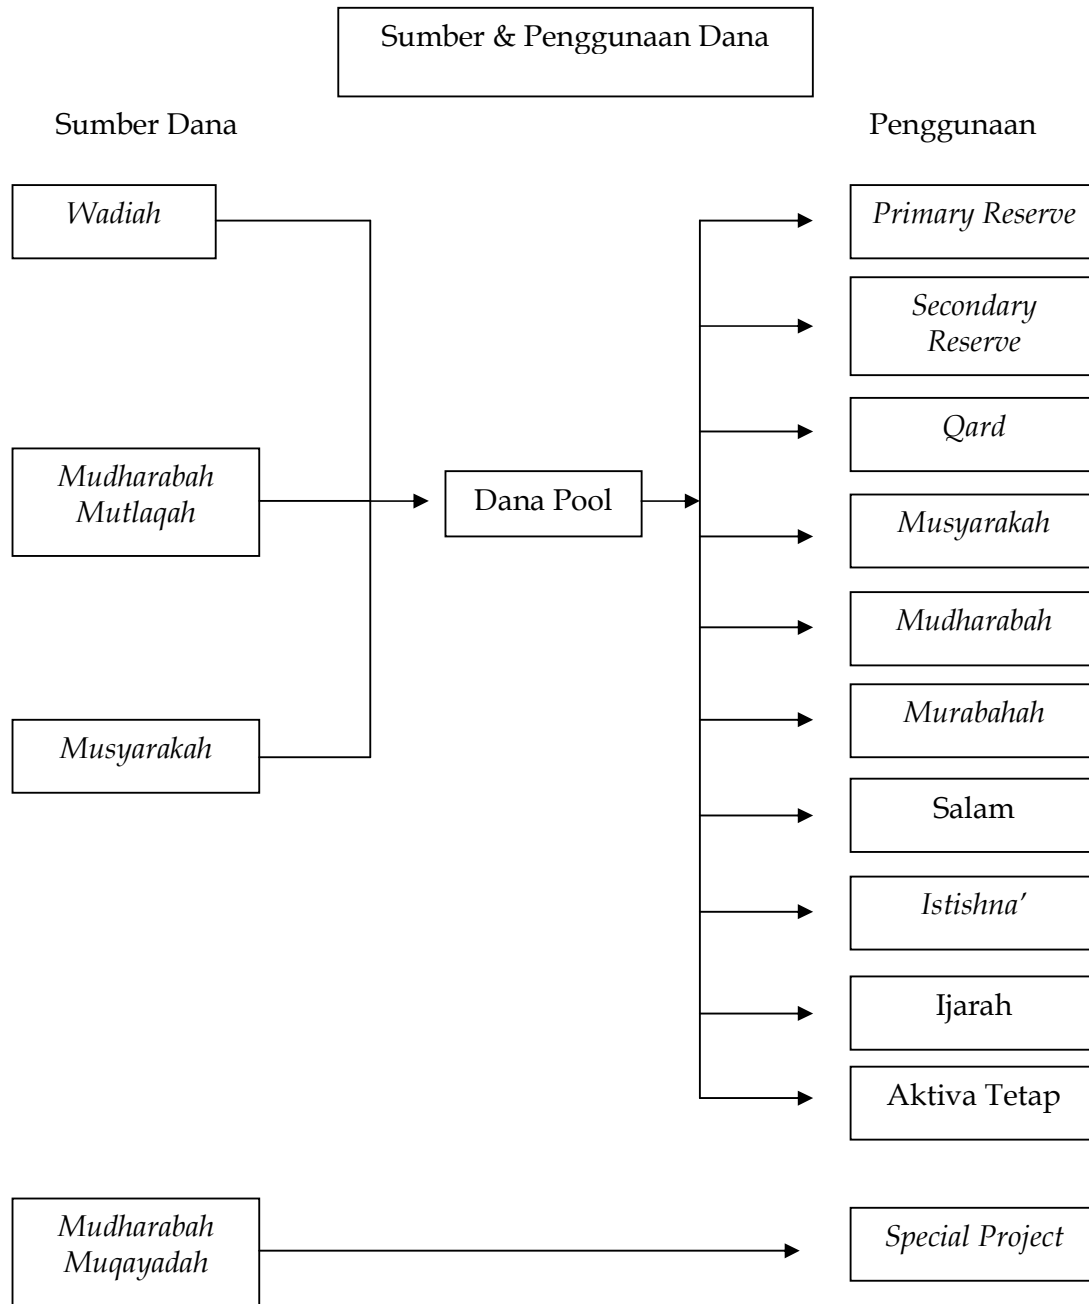 Sumber & Penggunaan Dana
Sumber Dana
Penggunaan
Wadiah
Primary Reserve
Secondary
Reserve
Qard
Mudharabah
Mutlaqah
Dana Pool
Musyarakah
Mudharabah
Murabahah
Musyarakah
Salam
Istishna’
Ijarah
Aktiva Tetap
Mudharabah
Muqayadah
Special Project